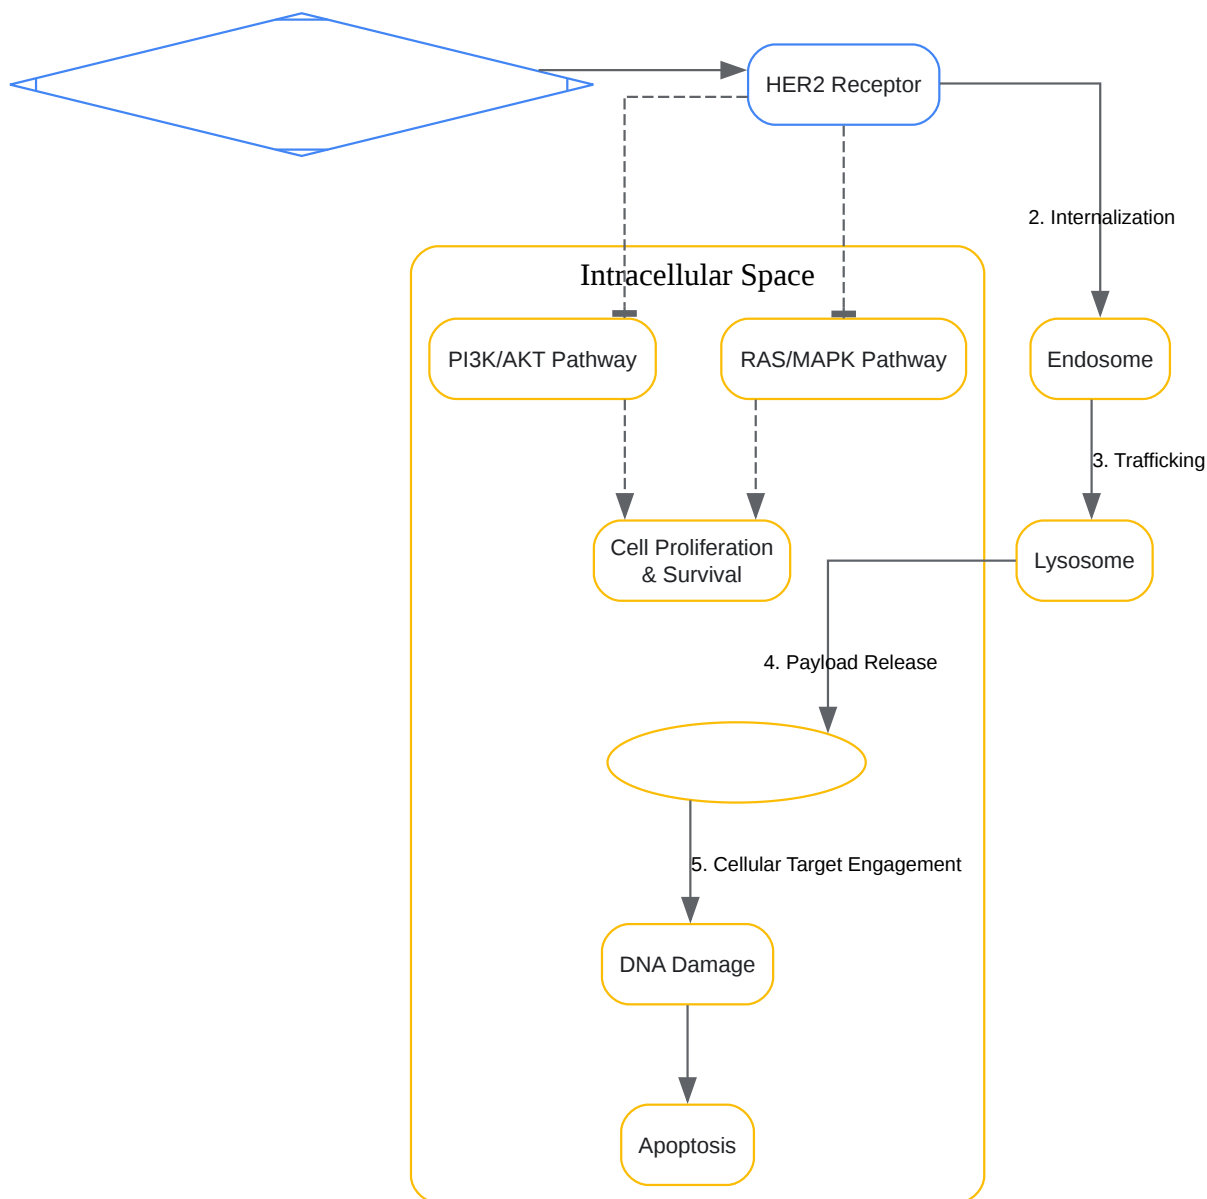 HER2 Receptor
2. Internalization
Intracellular Space
PI3K/AKT Pathway
RAS/MAPK Pathway
Endosome
3. Trafficking
Cell Proliferation
& Survival
Lysosome
4. Payload Release
5. Cellular Target Engagement
DNA Damage
Apoptosis